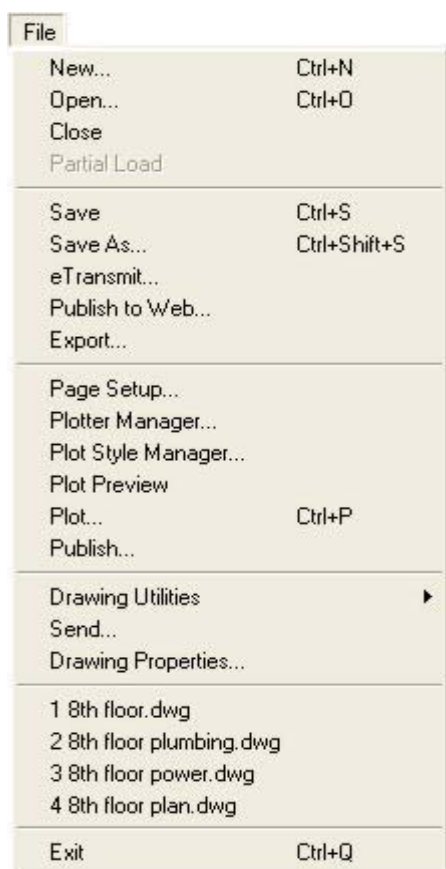 File
New... Ctrl+N
Open... Ctrl+O
Close
Partial Load
Save Ctrl+S
Save As... Ctrl+Shift+S
eTransmit...
Publish to Web...
Export...
Page Setup...
Plotter Manager...
Plot Style Manager...
Plot Preview
Plot... Ctrl+P
Publish...
Drawing Utilities
Send...
Drawing Properties...
1 8th floor.dwg
2 8th floor plumbing.dwg
3 8th floor power.dwg
4 8th floor plan.dwg
Exit Ctrl+Q